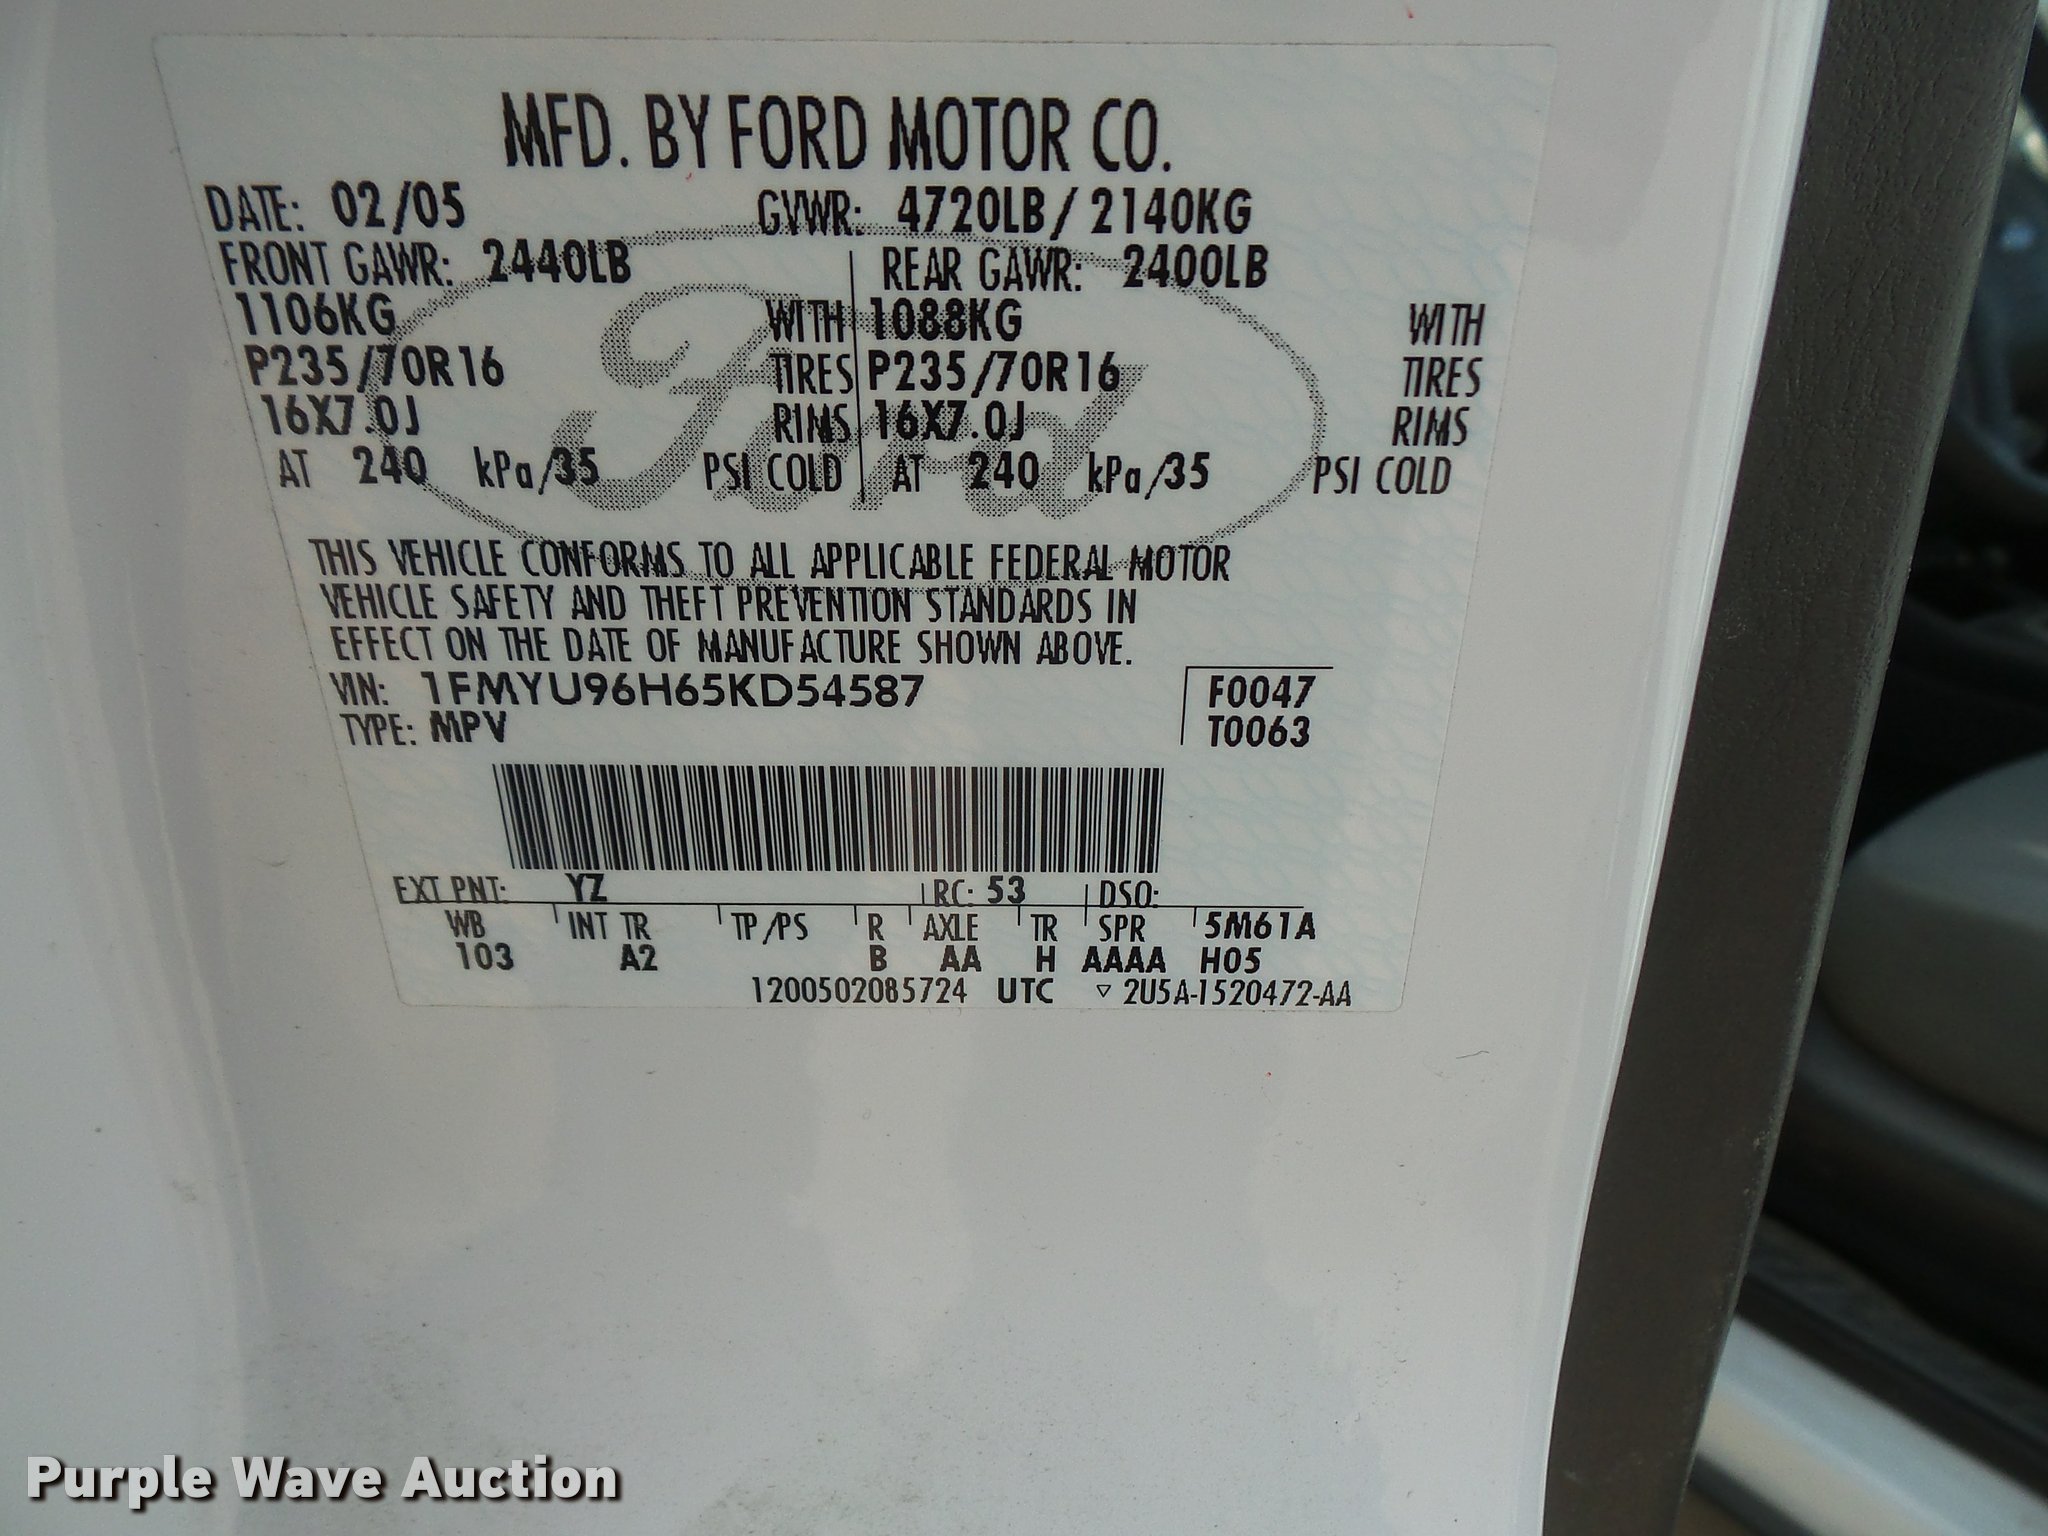 MFD. BY FORD MOTOR CO.
DATE: 02/05 GVWR: 4720LB/2140KG
FRONT GAWR: 2440LB REAR GAWR: 2400LB
1106KG WITH 1088KG WITH
P235/70R16 TIRES P235/70R16 TIRES
16X7.0J RIMS 16X7.0J RIMS
AT 240 kPa/35 PSI COLD AT 240 kPa/35 PSI COLD
Ford
THIS VEHICLE CONFORMS TO ALL APPLICABLE FEDERAL MOTOR
VEHICLE SAFETY AND THEFT PREVENTION STANDARDS IN
EFFECT ON THE DATE OF MANUFACTURE SHOWN ABOVE.
VIN: 1FMYU96H65KD54587 F0047
TYPE: MPV T0063
EXT PNT: YZ RC: 53 DSO:
WB INT TR TP/PS R AXLE TR SPR 5M61A
103 A2 B AA H AAAA H05
1200502085724 UTC ▽ 2U5A-1520472-AA
Purple Wave Auction